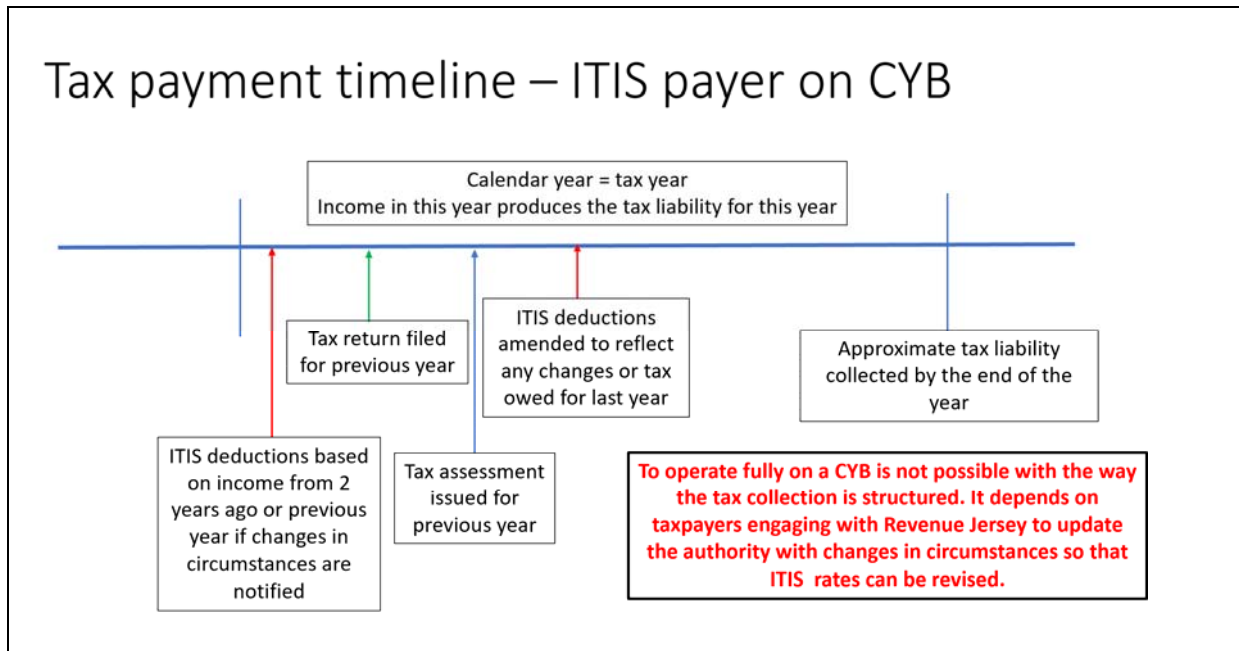 Tax payment timeline – ITIS payer on CYB
Calendar year = tax year
Income in this year produces the tax liability for this year
Tax return filed
for previous year
ITIS deductions
amended to reflect
any changes or tax
owed for last year
Approximate tax liability
collected by the end of the
year
ITIS deductions based
on income from 2
years ago or previous
year if changes in
circumstances are
notified
Tax assessment
issued for
previous year
To operate fully on a CYB is not possible with the way
the tax collection is structured. It depends on
taxpayers engaging with Revenue Jersey to update
the authority with changes in circumstances so that
ITIS rates can be revised.